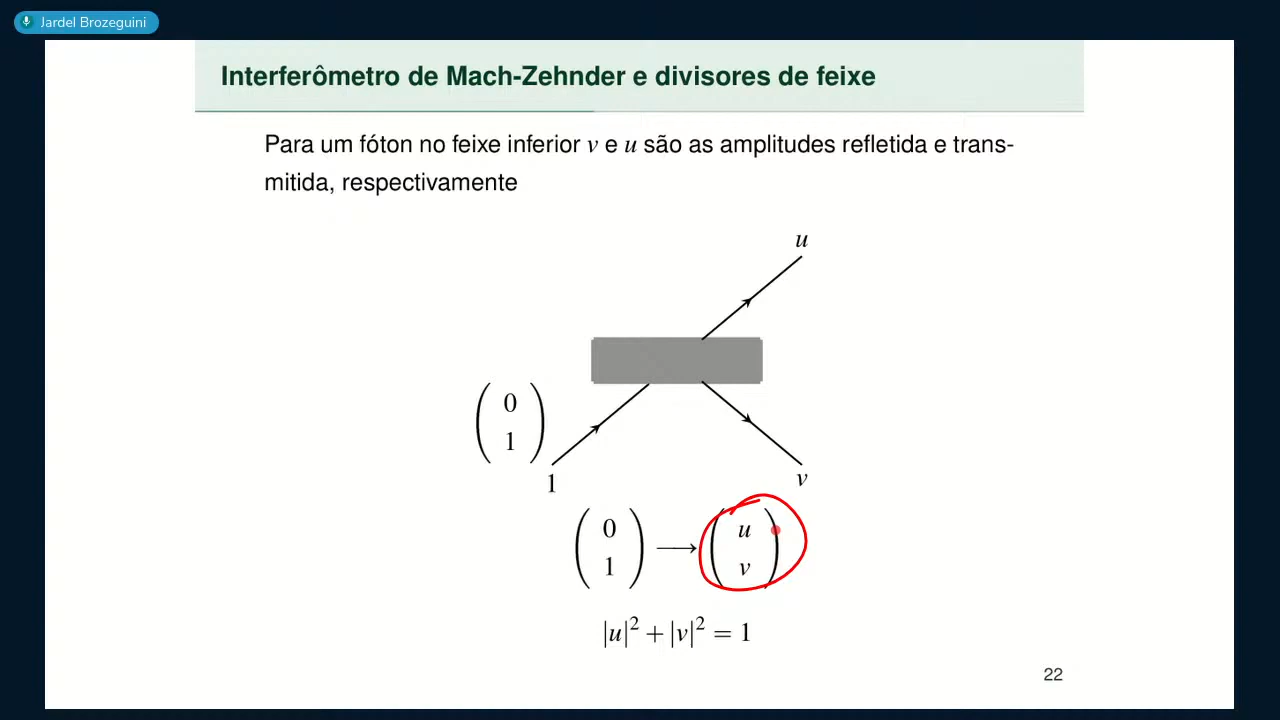 Jardel Brozeguini
Interferômetro de Mach-Zehnder e divisores de feixe
Para um fóton no feixe inferior v e u são as amplitudes refletida e trans-
mitida, respectivamente
u
( 0
1 )
1
v
( 0
1 ) ⟶ ( u
v )
|u|² + |v|² = 1
22